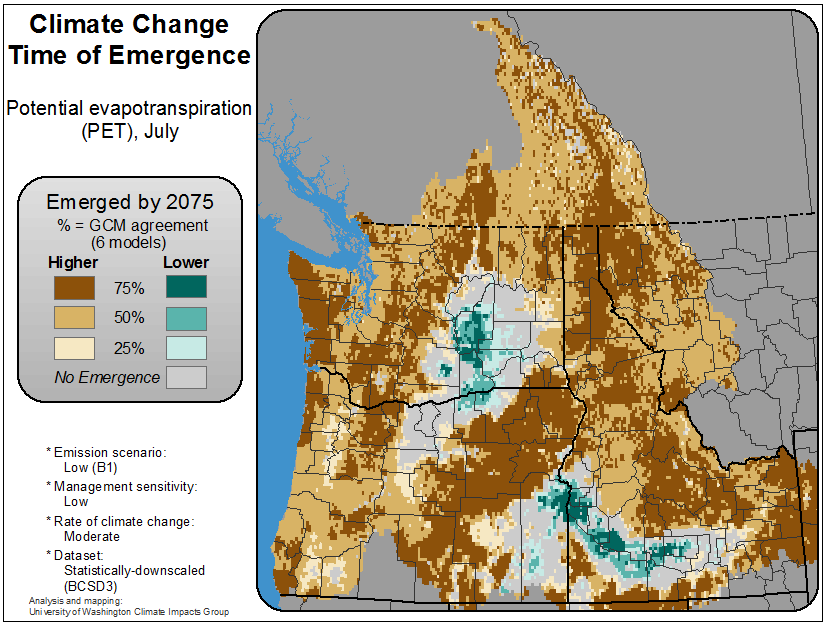 Climate Change
Time of Emergence
Potential evapotranspiration
(PET), July
Emerged by 2075
% = GCM agreement
(6 models)
Higher Lower
75%
50%
25%
No Emergence
* Emission scenario:
Low (B1)
* Management sensitivity:
Low
* Rate of climate change:
Moderate
* Dataset:
Statistically-downscaled
(BCSD3)
Analysis and mapping:
University of Washington Climate Impacts Group